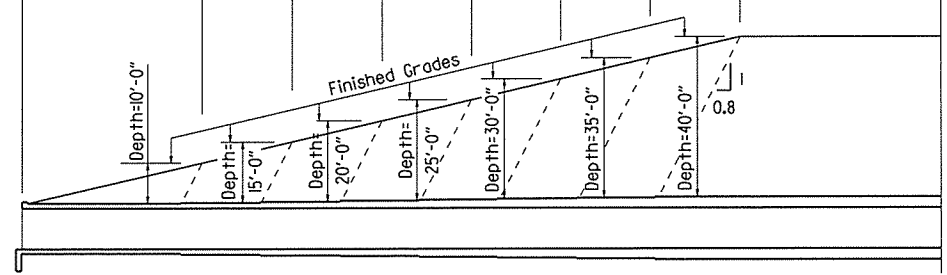 Finished Grades
Depth=10'-0"
Depth=
15'-0"
Depth=
20'-0"
Depth=
25'-0"
Depth=30'-0"
Depth=35'-0"
Depth=40'-0"
1
0.8